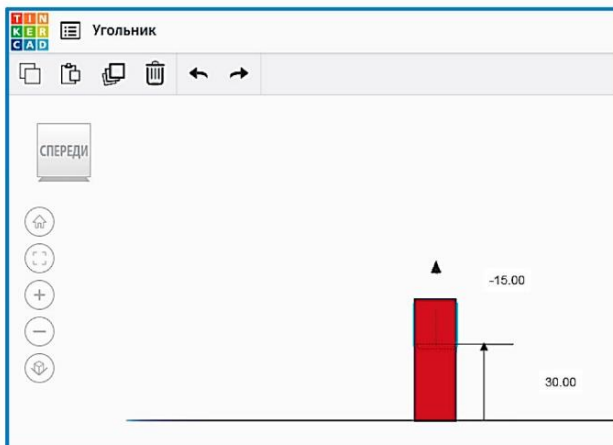 TIN
KER
CAD
Угольник
СПЕРЕДИ
-15.00
30.00